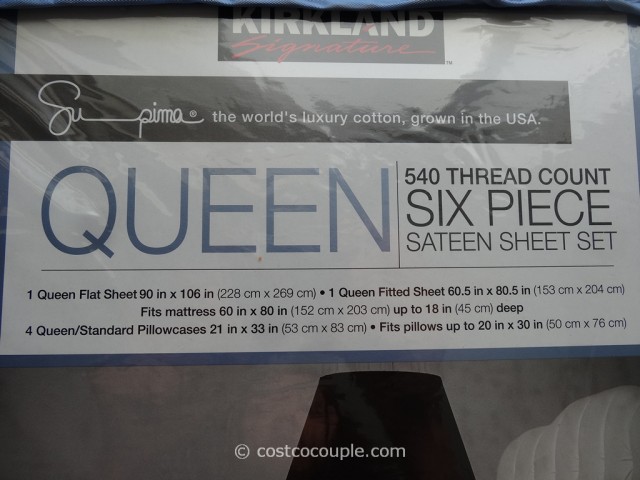 KIRKLAND
Signature™
Supima® the world's luxury cotton, grown in the USA.
QUEEN
540 THREAD COUNT
SIX PIECE
SATEEN SHEET SET
1 Queen Flat Sheet 90 in x 106 in (228 cm x 269 cm) • 1 Queen Fitted Sheet 60.5 in x 80.5 in (153 cm x 204 cm)
Fits mattress 60 in x 80 in (152 cm x 203 cm) up to 18 in (45 cm) deep
4 Queen/Standard Pillowcases 21 in x 33 in (53 cm x 83 cm) • Fits pillows up to 20 in x 30 in (50 cm x 76 cm)
© costcocouple.com